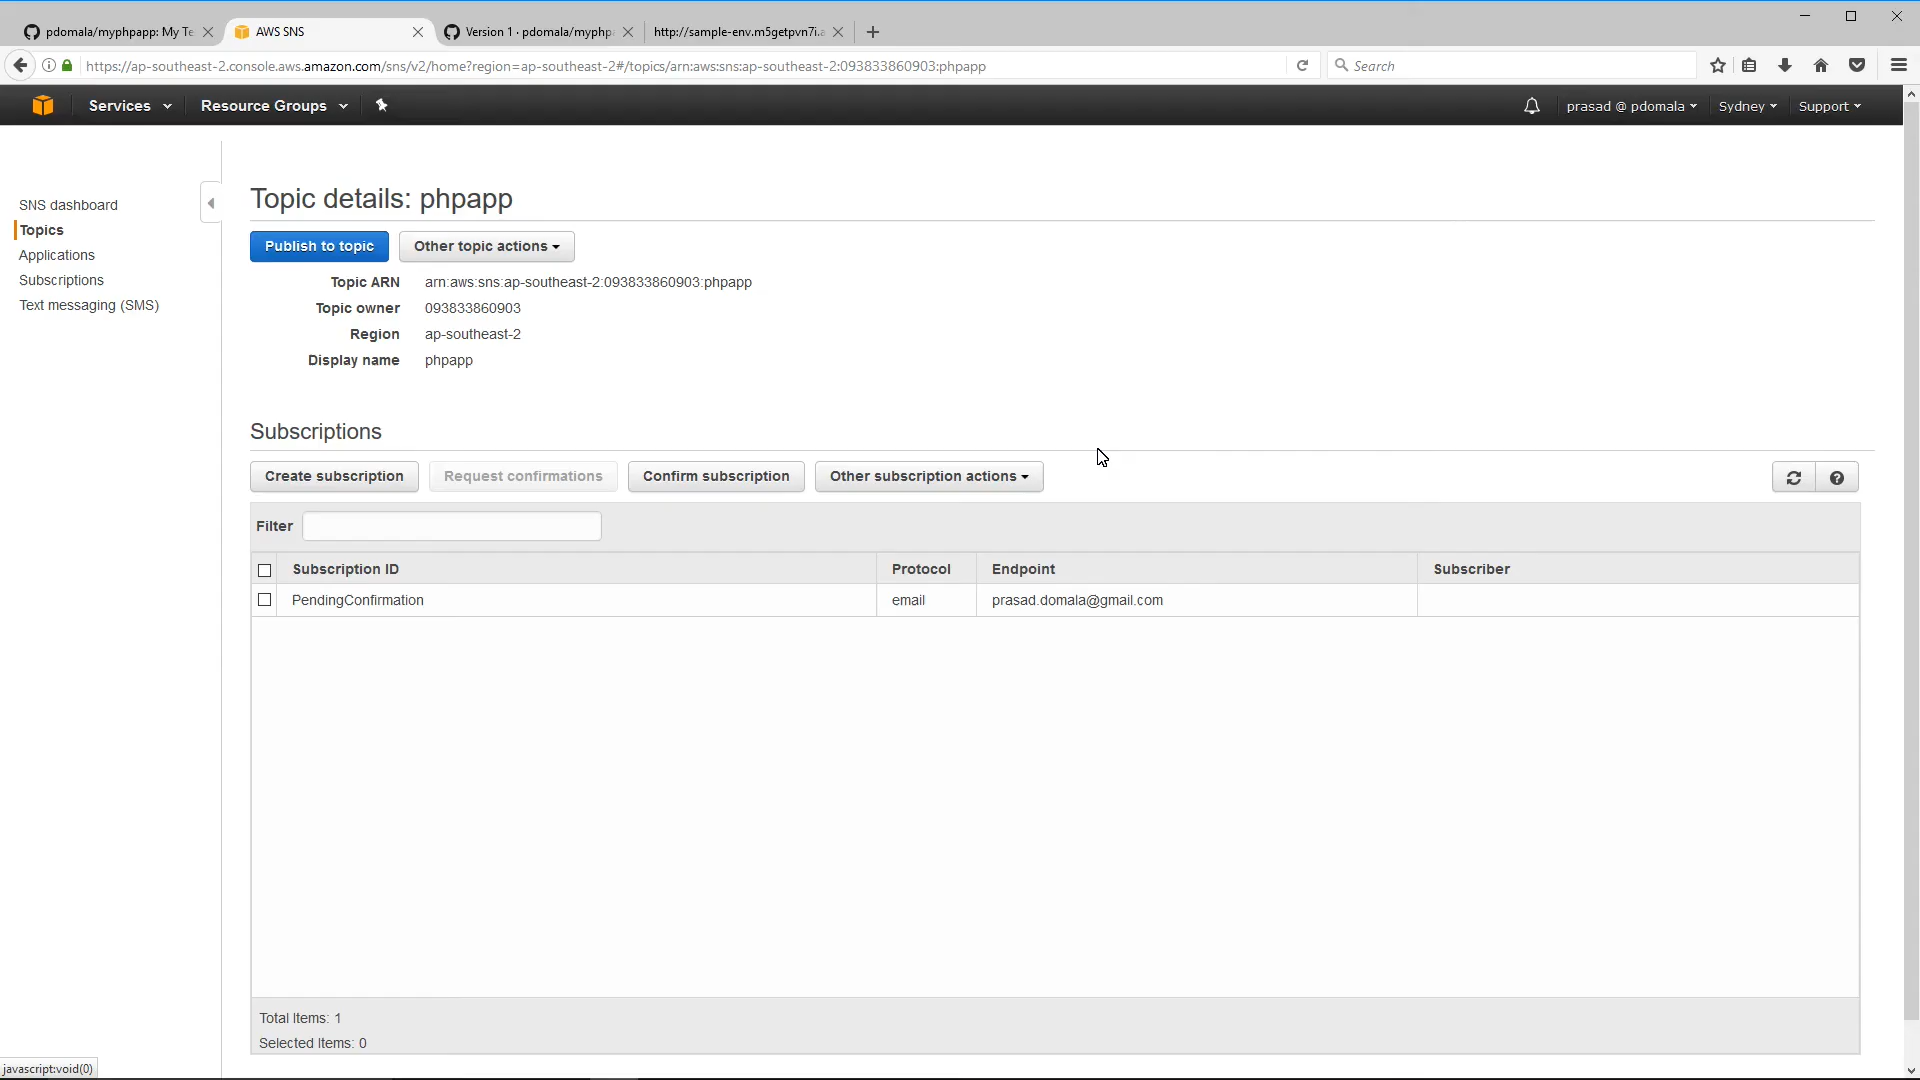 pdomala/myphpapp: My Te
AWS SNS
Version 1 · pdomala/myphp
http://sample-env.m5getpvn7i.a
https://ap-southeast-2.console.aws.amazon.com/sns/v2/home?region=ap-southeast-2#/topics/arn:aws:sns:ap-southeast-2:093833860903:phpapp
Search
Services
Resource Groups
prasad @ pdomala
Sydney
Support
SNS dashboard
Topics
Applications
Subscriptions
Text messaging (SMS)
Topic details: phpapp
Publish to topic
Other topic actions
Topic ARN arn:aws:sns:ap-southeast-2:093833860903:phpapp
Topic owner 093833860903
Region ap-southeast-2
Display name phpapp
Subscriptions
Create subscription
Request confirmations
Confirm subscription
Other subscription actions
Filter
Subscription ID Protocol Endpoint Subscriber
PendingConfirmation email prasad.domala@gmail.com
Total Items: 1
Selected Items: 0
javascript:void(0)